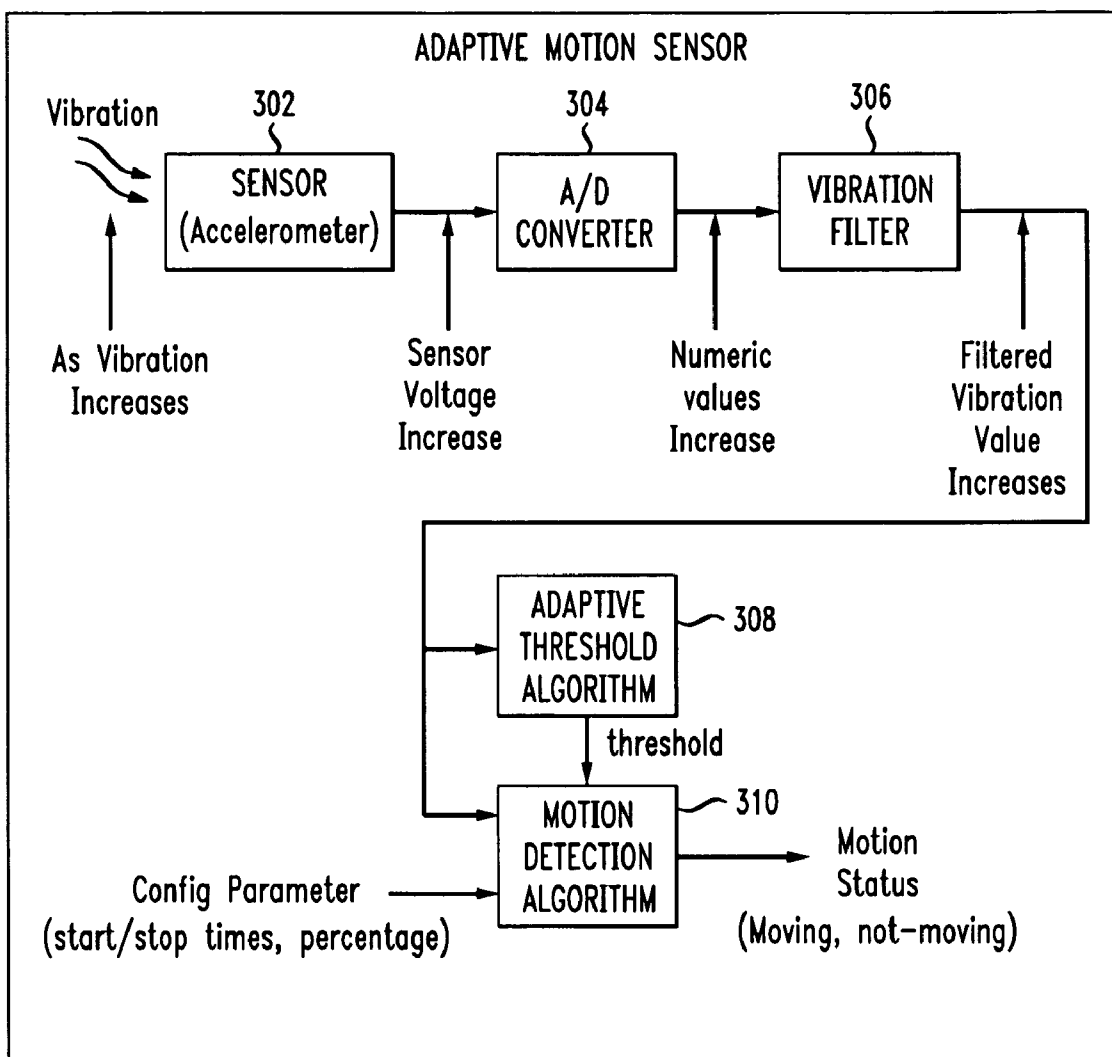 ADAPTIVE MOTION SENSOR
Vibration
302
304
306
SENSOR
(Accelerometer)
A/D
CONVERTER
VIBRATION
FILTER
As Vibration
Increases
Sensor
Voltage
Increase
Numeric
values
Increase
Filtered
Vibration
Value
Increases
ADAPTIVE
THRESHOLD
ALGORITHM
308
threshold
MOTION
DETECTION
ALGORITHM
310
Config Parameter
(start/stop times, percentage)
Motion
Status
(Moving, not-moving)